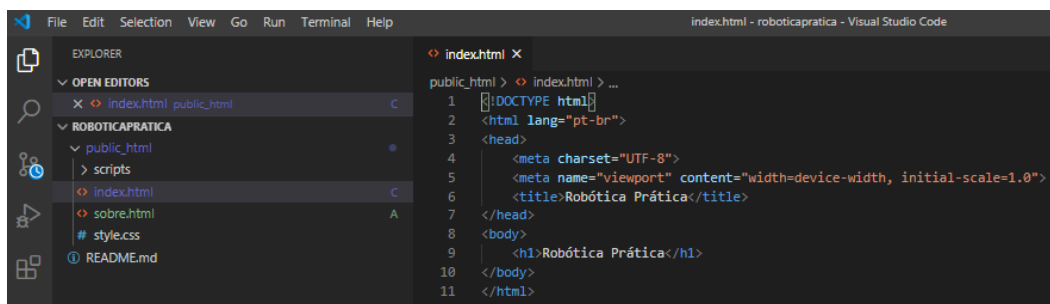 File Edit Selection View Go Run Terminal Help index.html - roboticapratica - Visual Studio Code
EXPLORER
OPEN EDITORS
index.html public_html C
ROBOTICAPRATICA
public_html
scripts
index.html C
sobre.html A
# style.css
README.md
index.html
public_html > index.html > ...
1 <!DOCTYPE html>
2 <html lang="pt-br">
3 <head>
4 <meta charset="UTF-8">
5 <meta name="viewport" content="width=device-width, initial-scale=1.0">
6 <title>Robótica Prática</title>
7 </head>
8 <body>
9 <h1>Robótica Prática</h1>
10 </body>
11 </html>